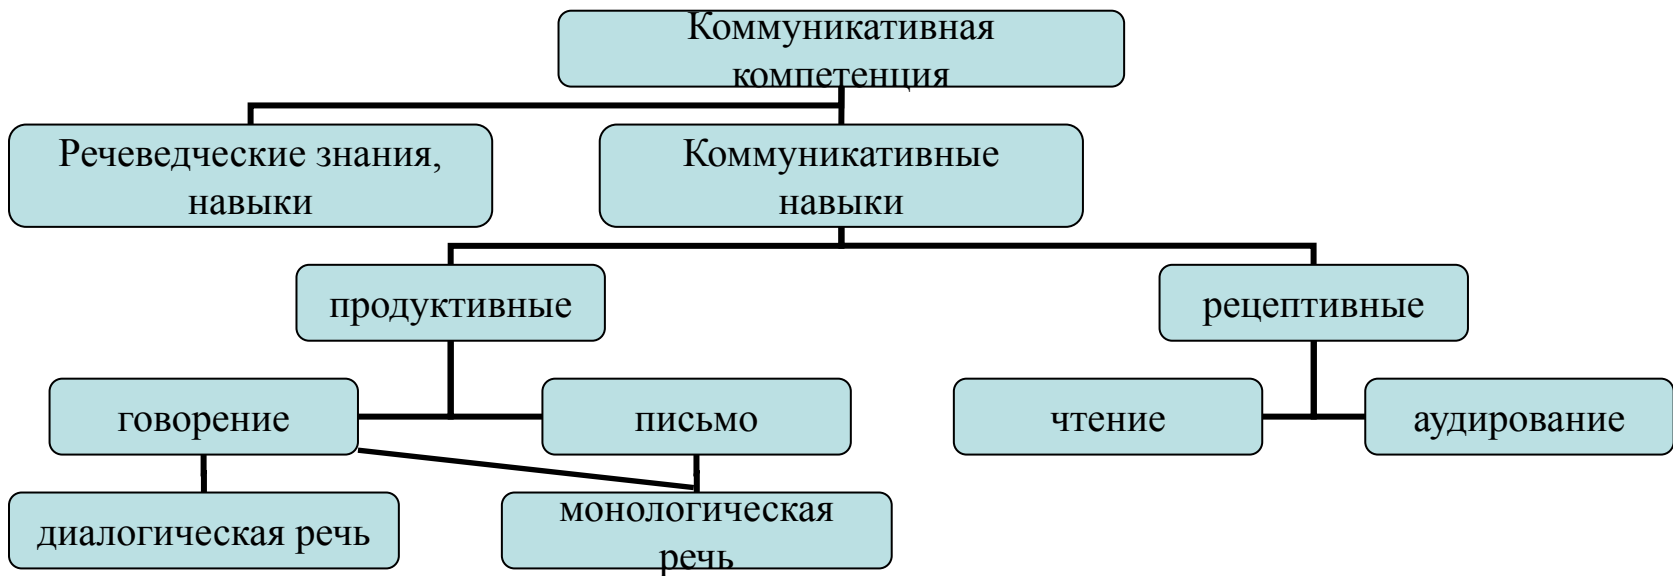 Коммуникативная
компетенция
Речеведческие знания,
навыки
Коммуникативные
навыки
продуктивные
рецептивные
говорение
письмо
чтение
аудирование
диалогическая речь
монологическая
речь